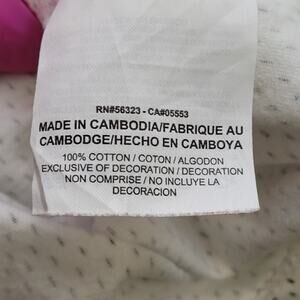 RN#56323 - CA#05553
MADE IN CAMBODIA/FABRIQUE AU
CAMBODGE/HECHO EN CAMBOYA
100% COTTON / COTON / ALGODON
EXCLUSIVE OF DECORATION / DECORATION
NON COMPRISE / NO INCLUYE LA
DECORACION